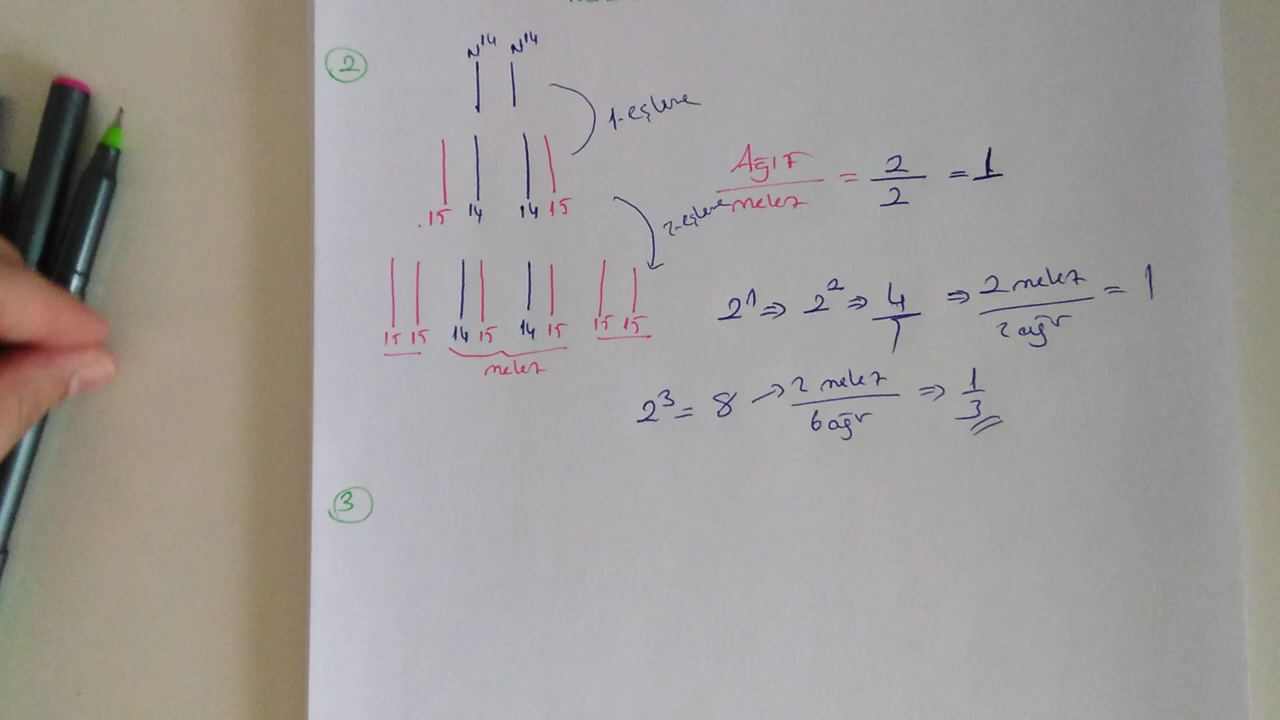 2
N14 N14
1-eşleme
15 14 14 15
2-eşleme
Ağır/melez = 2/2 = 1
15 15 14 15 14 15 15 15
melez
2^1 ⇒ 2^2 ⇒ 4 ⇒ 2 melez/2 ağır = 1
2^3 = 8 → 2 melez/6 ağır ⇒ 1/3
3